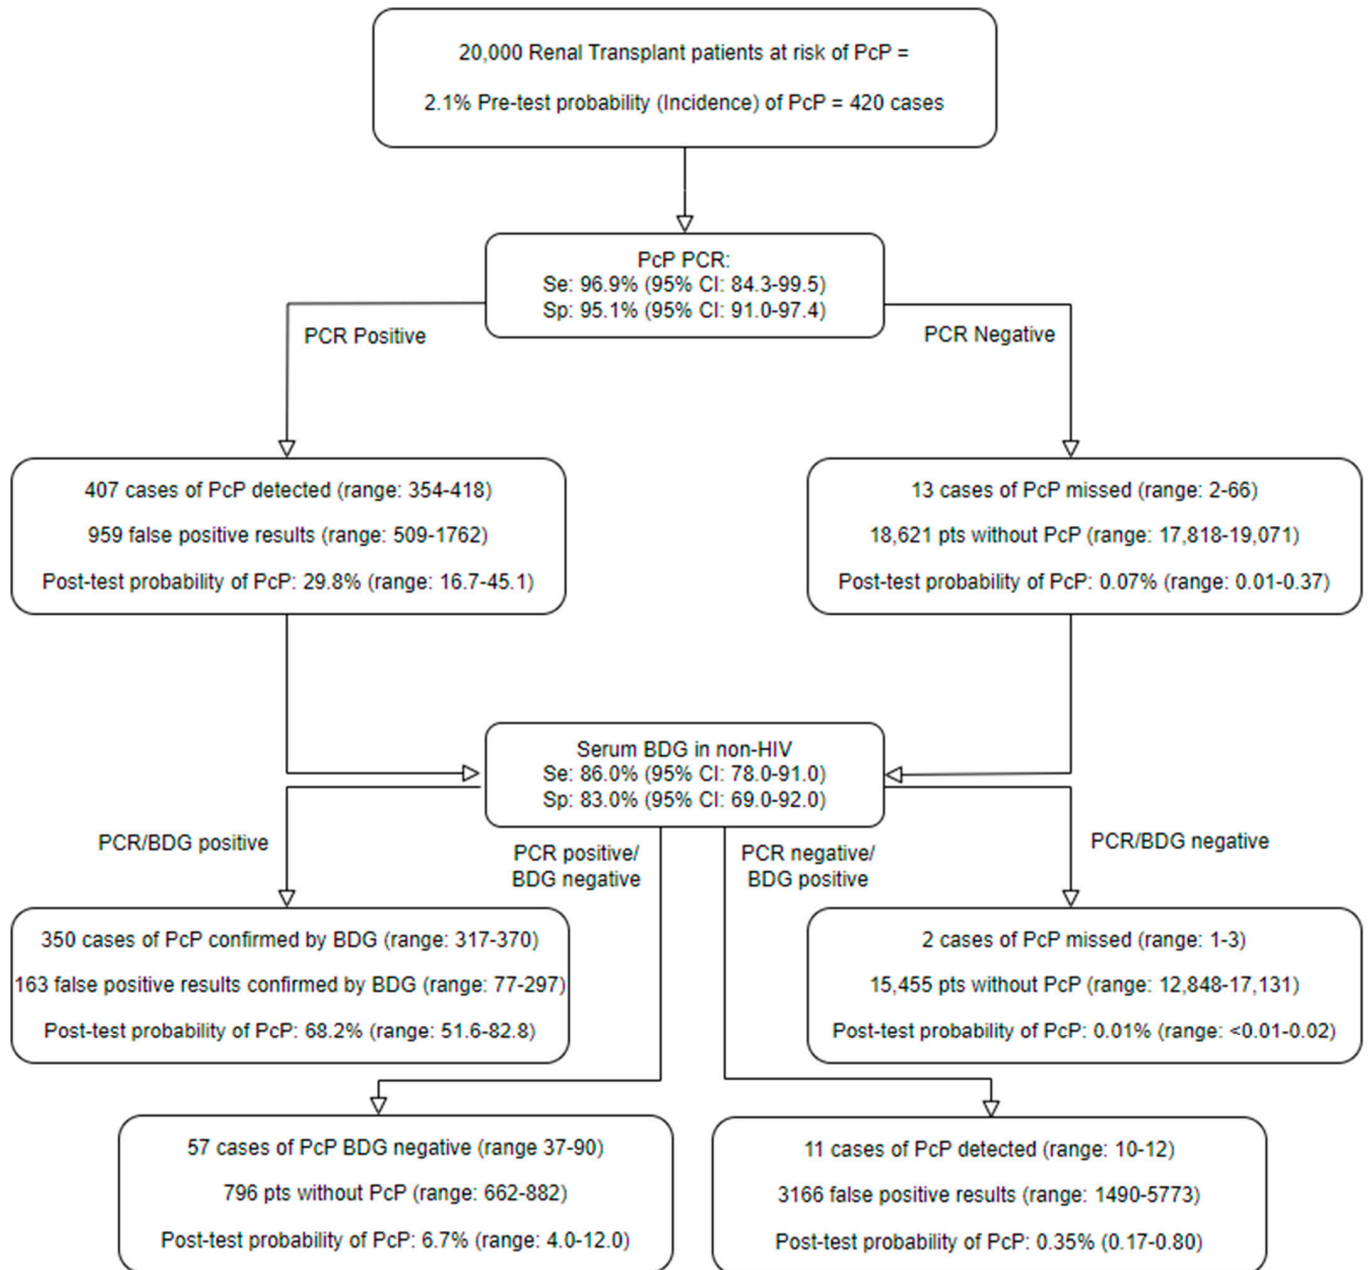 20,000 Renal Transplant patients at risk of PcP =
2.1% Pre-test probability (Incidence) of PcP = 420 cases
PcP PCR:
Se: 96.9% (95% CI: 84.3-99.5)
Sp: 95.1% (95% CI: 91.0-97.4)
PCR Positive
PCR Negative
407 cases of PcP detected (range: 354-418)
959 false positive results (range: 509-1762)
Post-test probability of PcP: 29.8% (range: 16.7-45.1)
13 cases of PcP missed (range: 2-66)
18,621 pts without PcP (range: 17,818-19,071)
Post-test probability of PcP: 0.07% (range: 0.01-0.37)
Serum BDG in non-HIV
Se: 86.0% (95% CI: 78.0-91.0)
Sp: 83.0% (95% CI: 69.0-92.0)
PCR/BDG positive
PCR positive/
BDG negative
PCR negative/
BDG positive
PCR/BDG negative
350 cases of PcP confirmed by BDG (range: 317-370)
163 false positive results confirmed by BDG (range: 77-297)
Post-test probability of PcP: 68.2% (range: 51.6-82.8)
2 cases of PcP missed (range: 1-3)
15,455 pts without PcP (range: 12,848-17,131)
Post-test probability of PcP: 0.01% (range: <0.01-0.02)
57 cases of PcP BDG negative (range 37-90)
796 pts without PcP (range: 662-882)
Post-test probability of PcP: 6.7% (range: 4.0-12.0)
11 cases of PcP detected (range: 10-12)
3166 false positive results (range: 1490-5773)
Post-test probability of PcP: 0.35% (0.17-0.80)